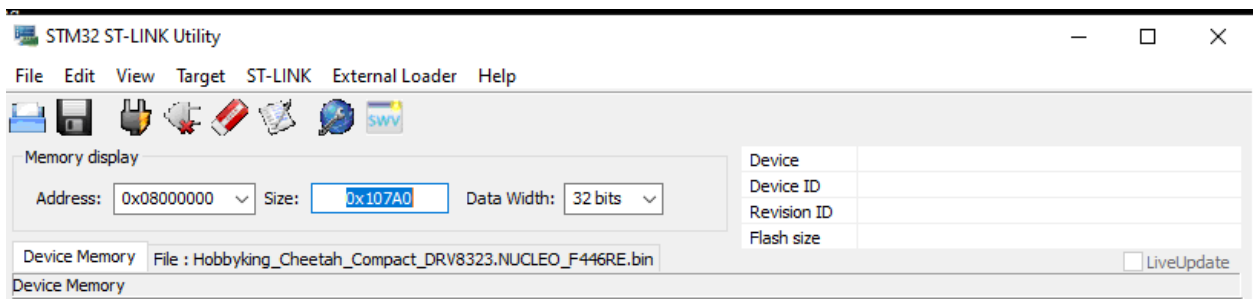 STM32 ST-LINK Utility
File Edit View Target ST-LINK External Loader Help
SWV
Memory display
Address: 0x08000000 Size: 0x107A0 Data Width: 32 bits
Device
Device ID
Revision ID
Flash size
Device Memory File : Hobbyking_Cheetah_Compact_DRV8323.NUCLEO_F446RE.bin
LiveUpdate
Device Memory